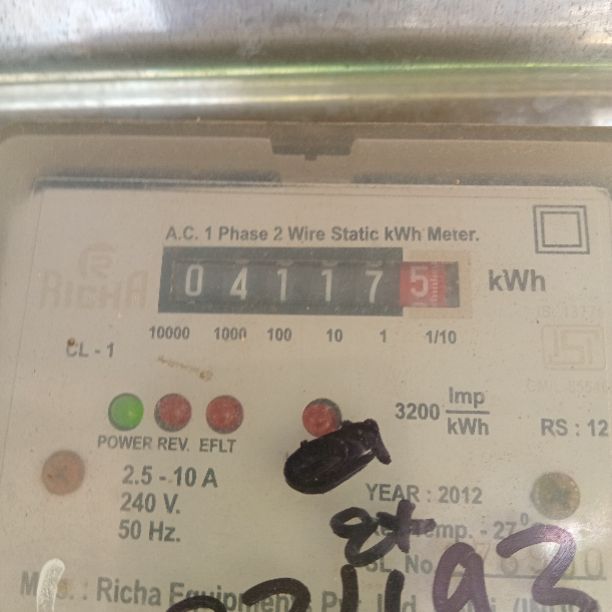 A.C. 1 Phase 2 Wire Static kWh Meter.
RICHA
0 4 1 1 7 5 kWh
10000 1000 100 10 1 1/10
CL - 1
3200 Imp/kWh
RS : 12
POWER REV. EFLT
2.5 - 10 A
240 V.
50 Hz.
YEAR : 2012
Temp. - 27°
SL. No.
Richa Equipments